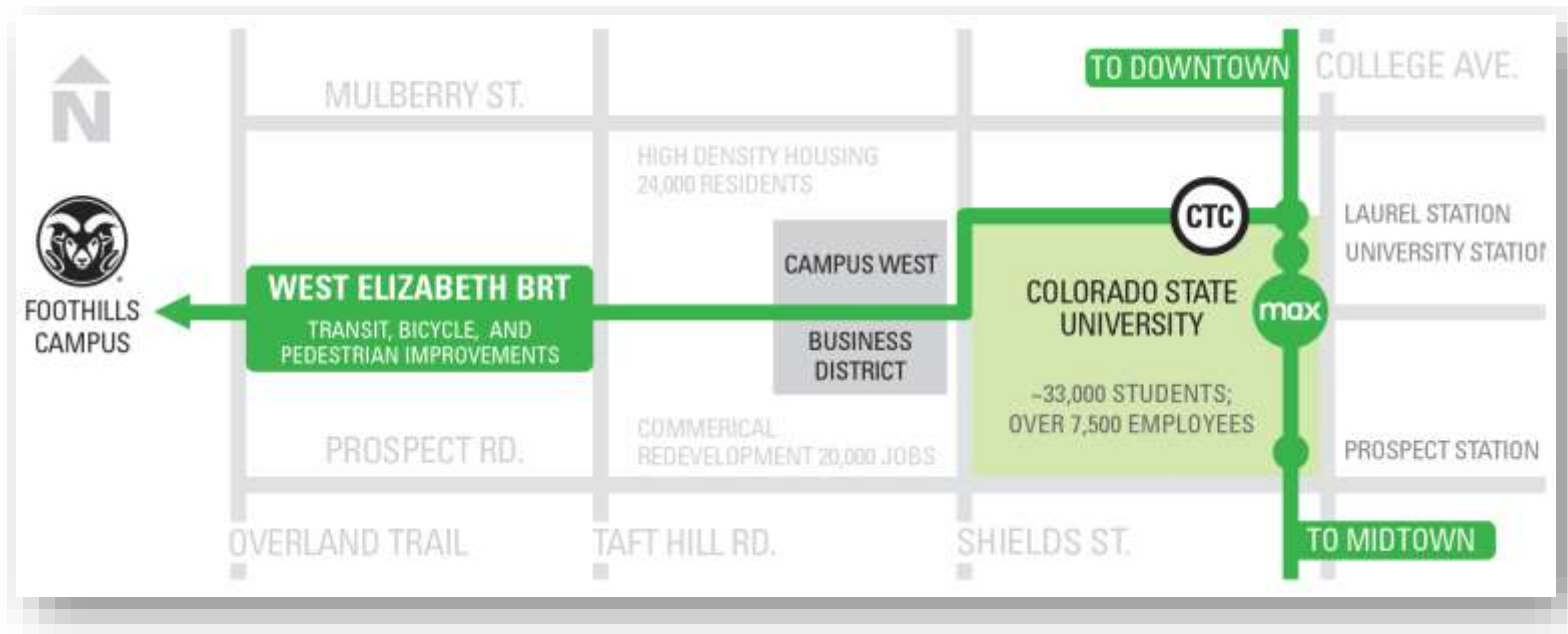 TO DOWNTOWN
COLLEGE AVE.
MULBERRY ST.
N
HIGH DENSITY HOUSING
24,000 RESIDENTS
CTC
LAUREL STATION
UNIVERSITY STATION
CAMPUS WEST
WEST ELIZABETH BRT
TRANSIT, BICYCLE, AND
PEDESTRIAN IMPROVEMENTS
FOOTHILLS
CAMPUS
COLORADO STATE
UNIVERSITY
max
BUSINESS
DISTRICT
~33,000 STUDENTS;
OVER 7,500 EMPLOYEES
COMMERICAL
REDEVELOPMENT 20,000 JOBS
PROSPECT RD.
PROSPECT STATION
OVERLAND TRAIL
TAFT HILL RD.
SHIELDS ST.
TO MIDTOWN